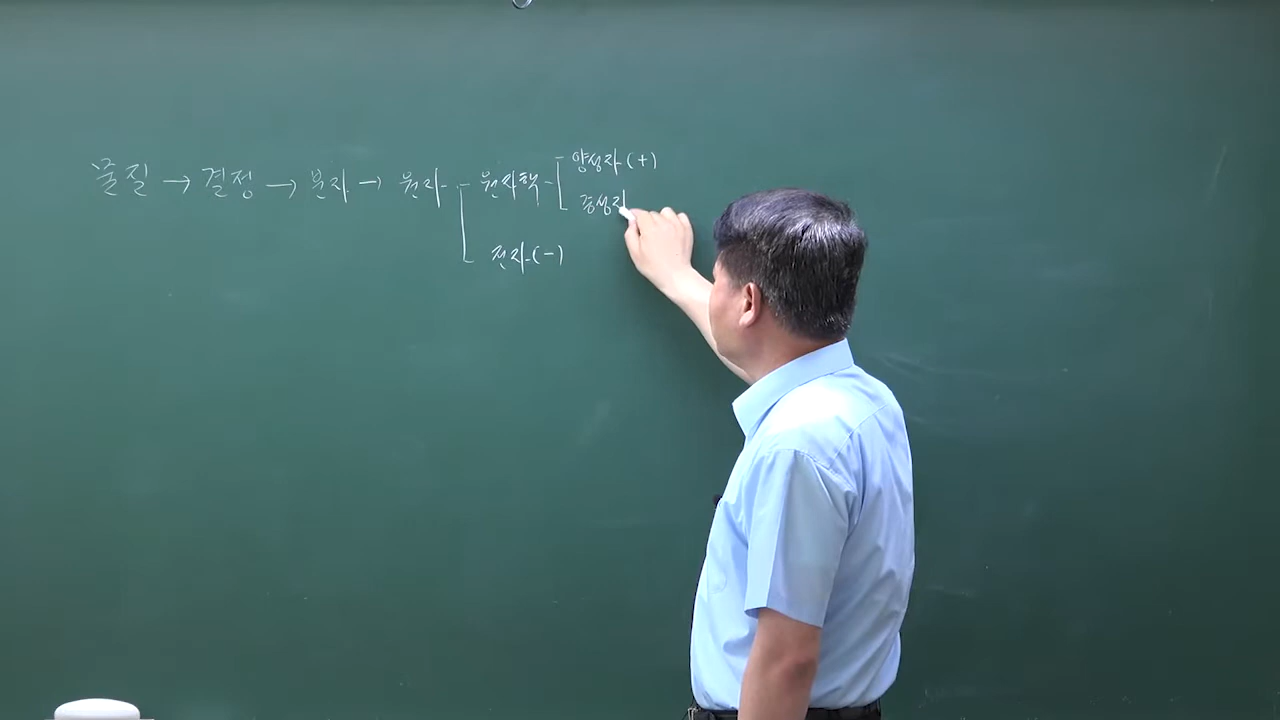 양성자(+)
물질 → 결정 → 분자 → 원자 원자핵
중성자
전자(-)